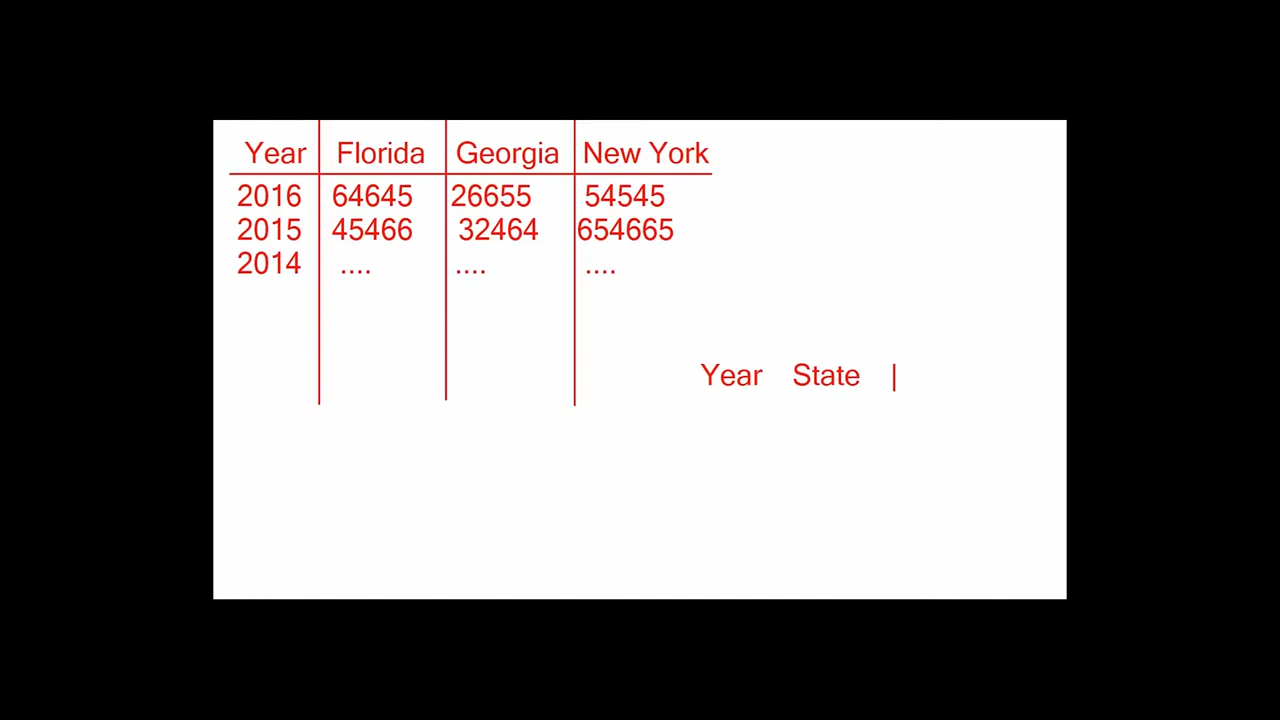 Year Florida Georgia New York
2016 64645 26655 54545
2015 45466 32464 654665
2014 .... .... ....
Year State |